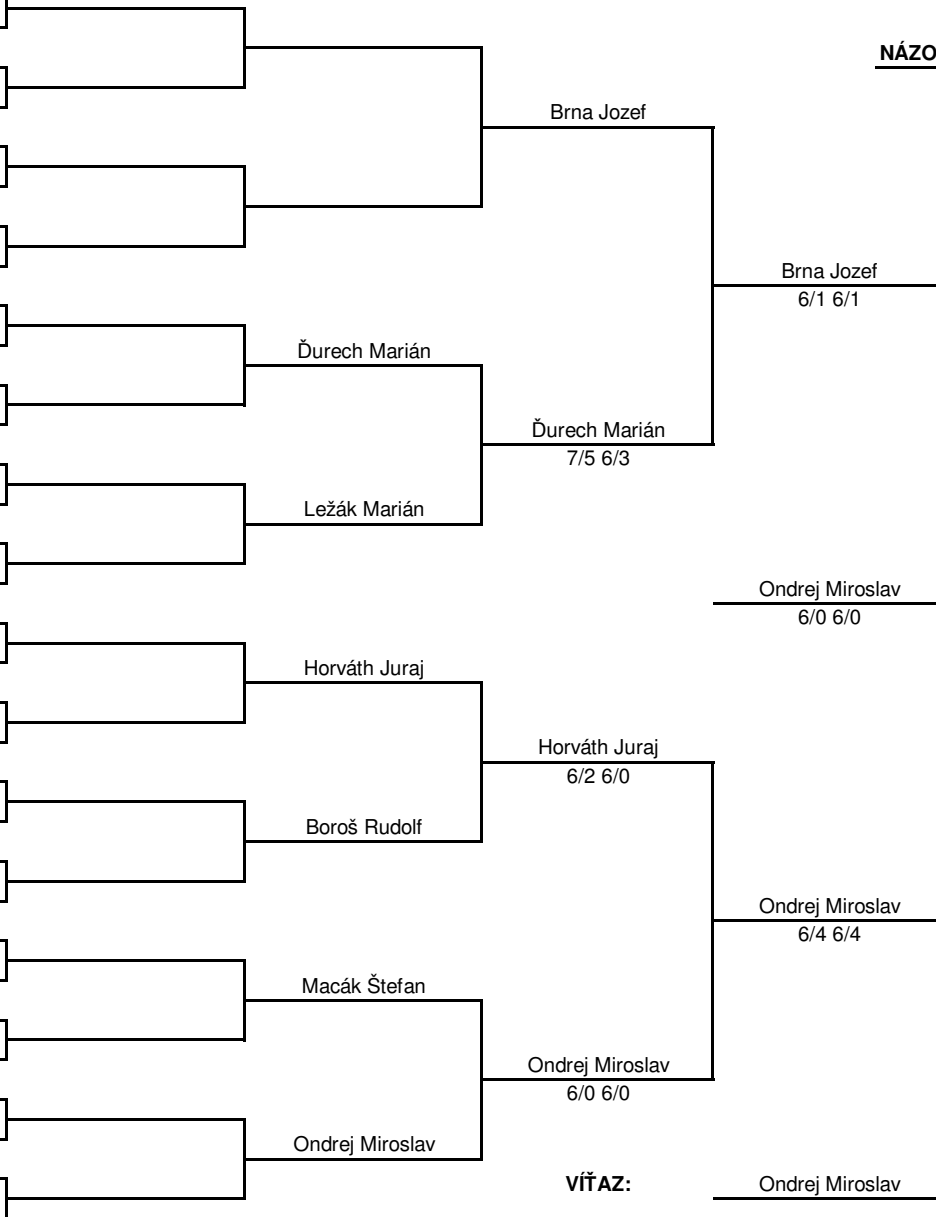 NÁZO
Brna Jozef
Brna Jozef
6/1 6/1
Ďurech Marián
Ďurech Marián
7/5 6/3
Ležák Marián
Ondrej Miroslav
6/0 6/0
Horváth Juraj
Horváth Juraj
6/2 6/0
Boroš Rudolf
Ondrej Miroslav
6/4 6/4
Macák Štefan
Ondrej Miroslav
6/0 6/0
Ondrej Miroslav
VÍŤAZ: Ondrej Miroslav